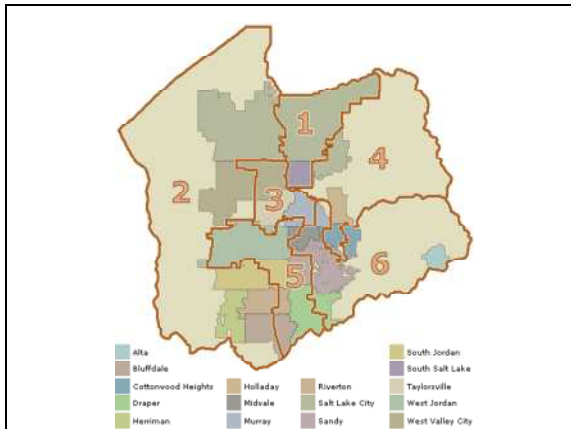 1
4
2
3
5
6
Alta
South Jordan
Bluffdale
South Salt Lake
Cottonwood Heights
Holladay
Riverton
Taylorsville
Draper
Midvale
Salt Lake City
West Jordan
Herriman
Murray
Sandy
West Valley City